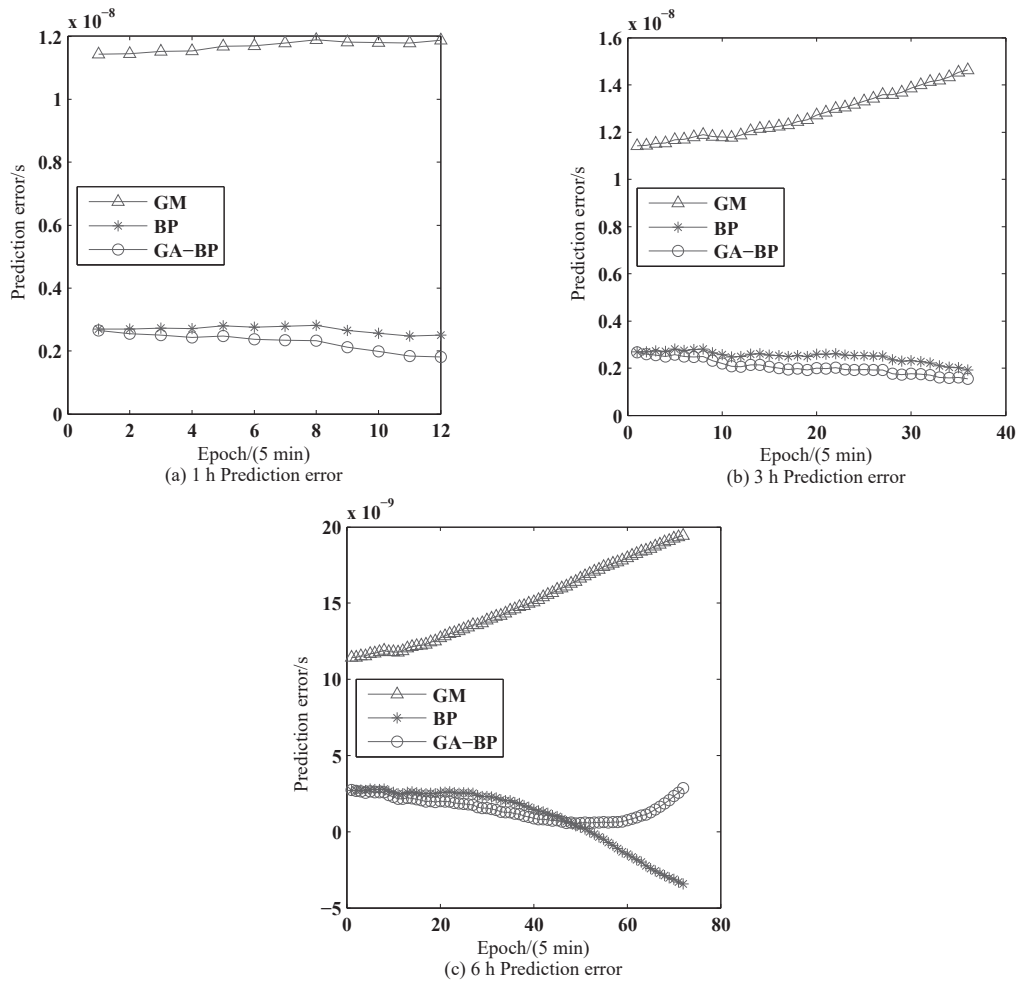 x 10⁻⁸
1.2
1
0.8
0.6
0.4
0.2
0
Prediction error/s
GM
BP
GA−BP
0 2 4 6 8 10 12
Epoch/(5 min)
(a) 1 h Prediction error
x 10⁻⁸
1.6
1.4
1.2
1
0.8
0.6
0.4
0.2
0
Prediction error/s
GM
BP
GA−BP
0 10 20 30 40
Epoch/(5 min)
(b) 3 h Prediction error
x 10⁻⁹
20
15
10
5
0
−5
Prediction error/s
GM
BP
GA−BP
0 20 40 60 80
Epoch/(5 min)
(c) 6 h Prediction error